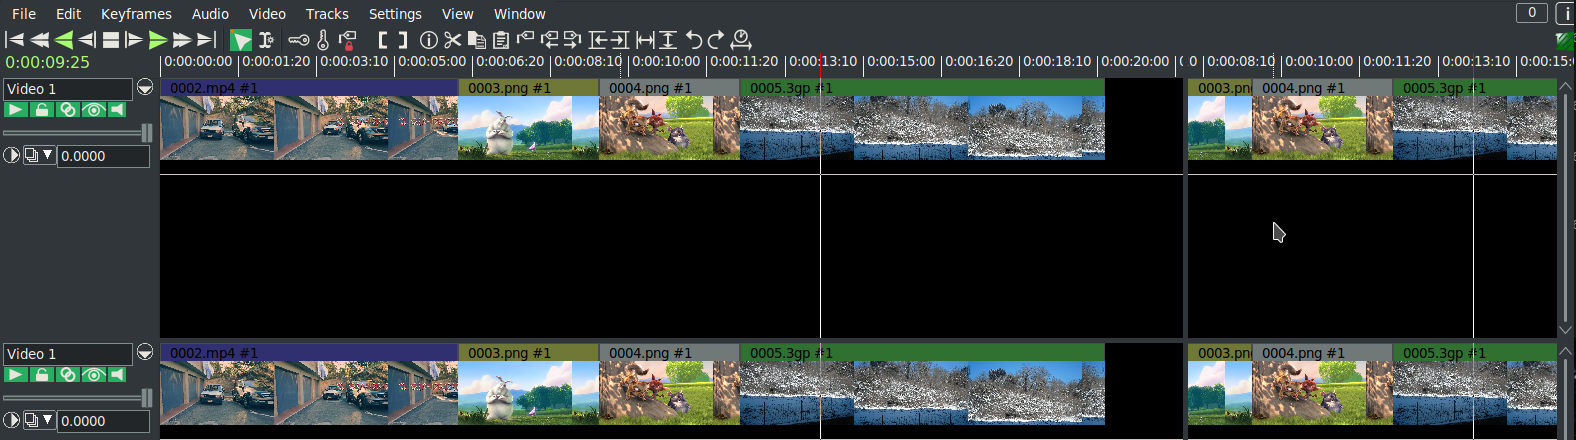 File Edit Keyframes Audio Video Tracks Settings View Window 0 i
0:00:09:25 0:00:00:00 0:00:01:20 0:00:03:10 0:00:05:00 0:00:06:20 0:00:08:10 0:00:10:00 0:00:11:20 0:00:13:10 0:00:15:00 0:00:16:20 0:00:18:10 0:00:20:00 0 0 0:00:08:10 0:00:10:00 0:00:11:20 0:00:13:10 0:00:15:0
Video 1 0002.mp4 #1 0003.png #1 0004.png #1 0005.3gp #1 0003.pn 0004.png #1 0005.3gp #1
0.0000
Video 1 0002.mp4 #1 0003.png #1 0004.png #1 0005.3gp #1 0003.pn 0004.png #1 0005.3gp #1
0.0000